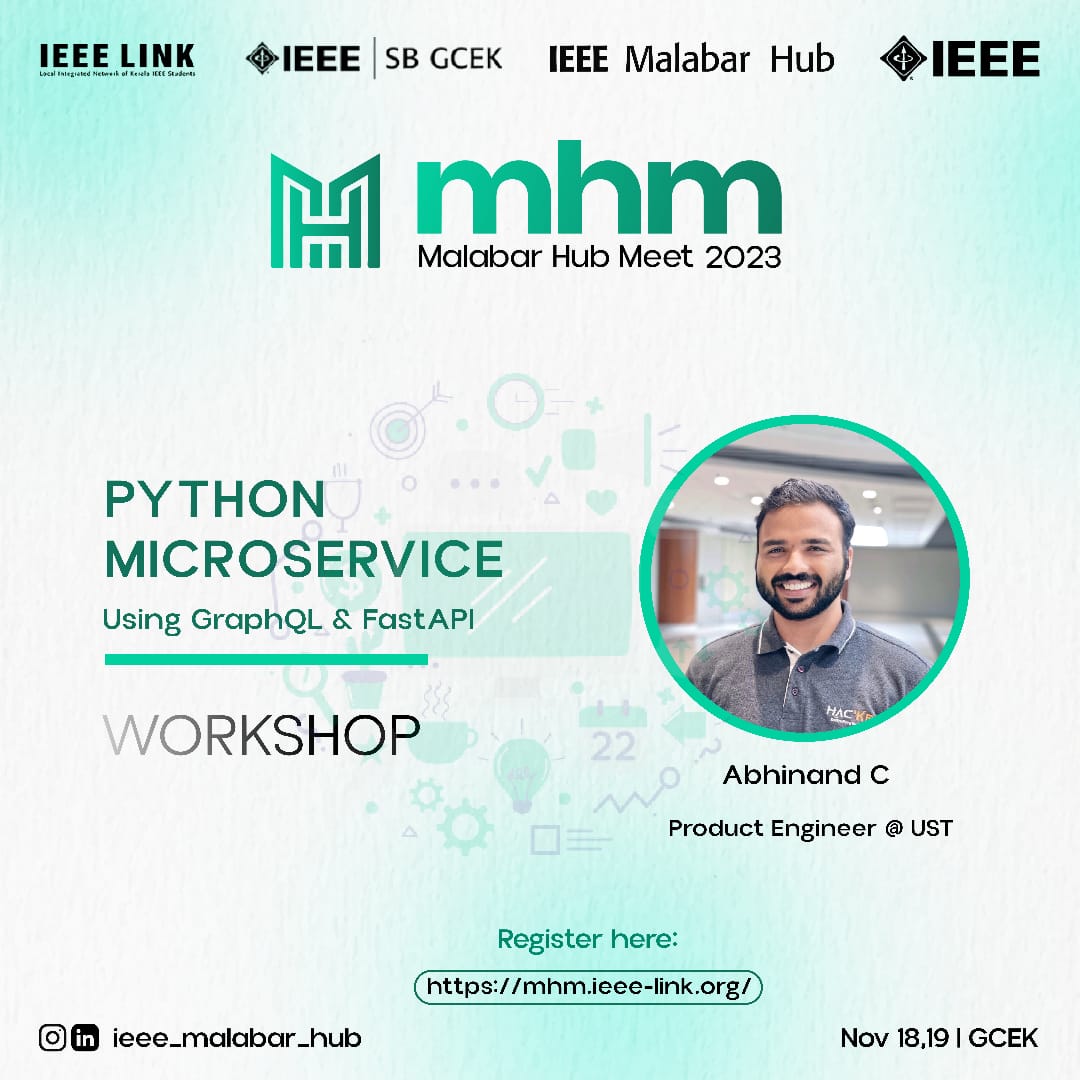 IEEE LINK
Local Integrated Network of Kerala IEEE Students
IEEE | SB GCEK
IEEE Malabar Hub
IEEE
mhm
Malabar Hub Meet 2023
PYTHON
MICROSERVICE
Using GraphQL & FastAPI
WORKSHOP
22
Abhinand C
Product Engineer @ UST
Register here:
https://mhm.ieee-link.org/
ieee_malabar_hub
Nov 18,19 | GCEK